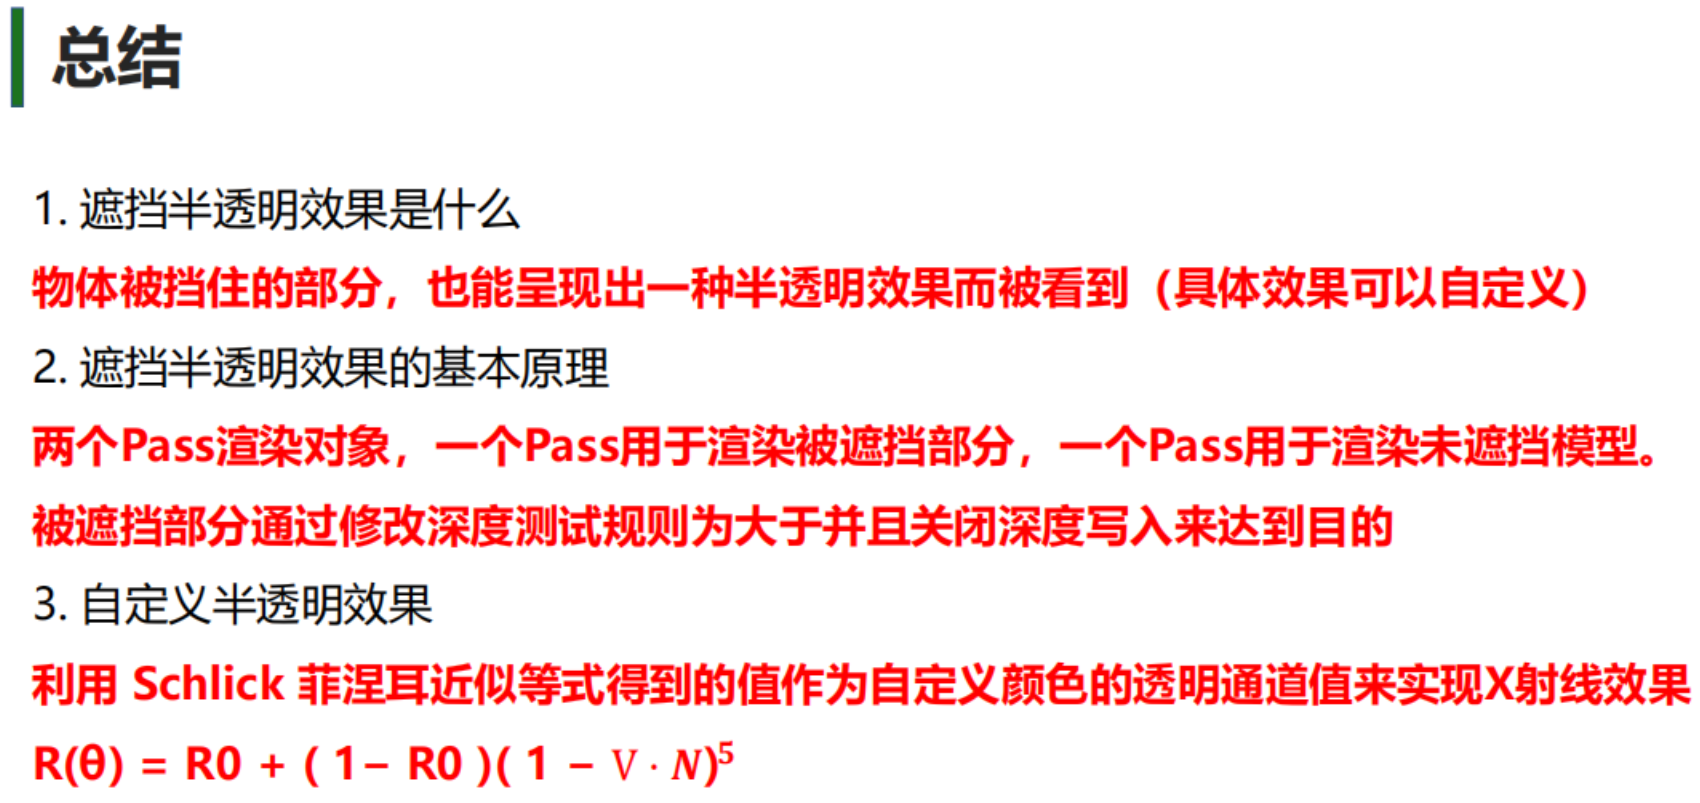 总结
1. 遮挡半透明效果是什么
物体被挡住的部分，也能呈现出一种半透明效果而被看到（具体效果可以自定义）
2. 遮挡半透明效果的基本原理
两个Pass渲染对象，一个Pass用于渲染被遮挡部分，一个Pass用于渲染未遮挡模型。
被遮挡部分通过修改深度测试规则为大于并且关闭深度写入来达到目的
3. 自定义半透明效果
利用 Schlick 菲涅耳近似等式得到的值作为自定义颜色的透明通道值来实现X射线效果
R(θ) = R0 + ( 1– R0 )( 1 – V · N)⁵